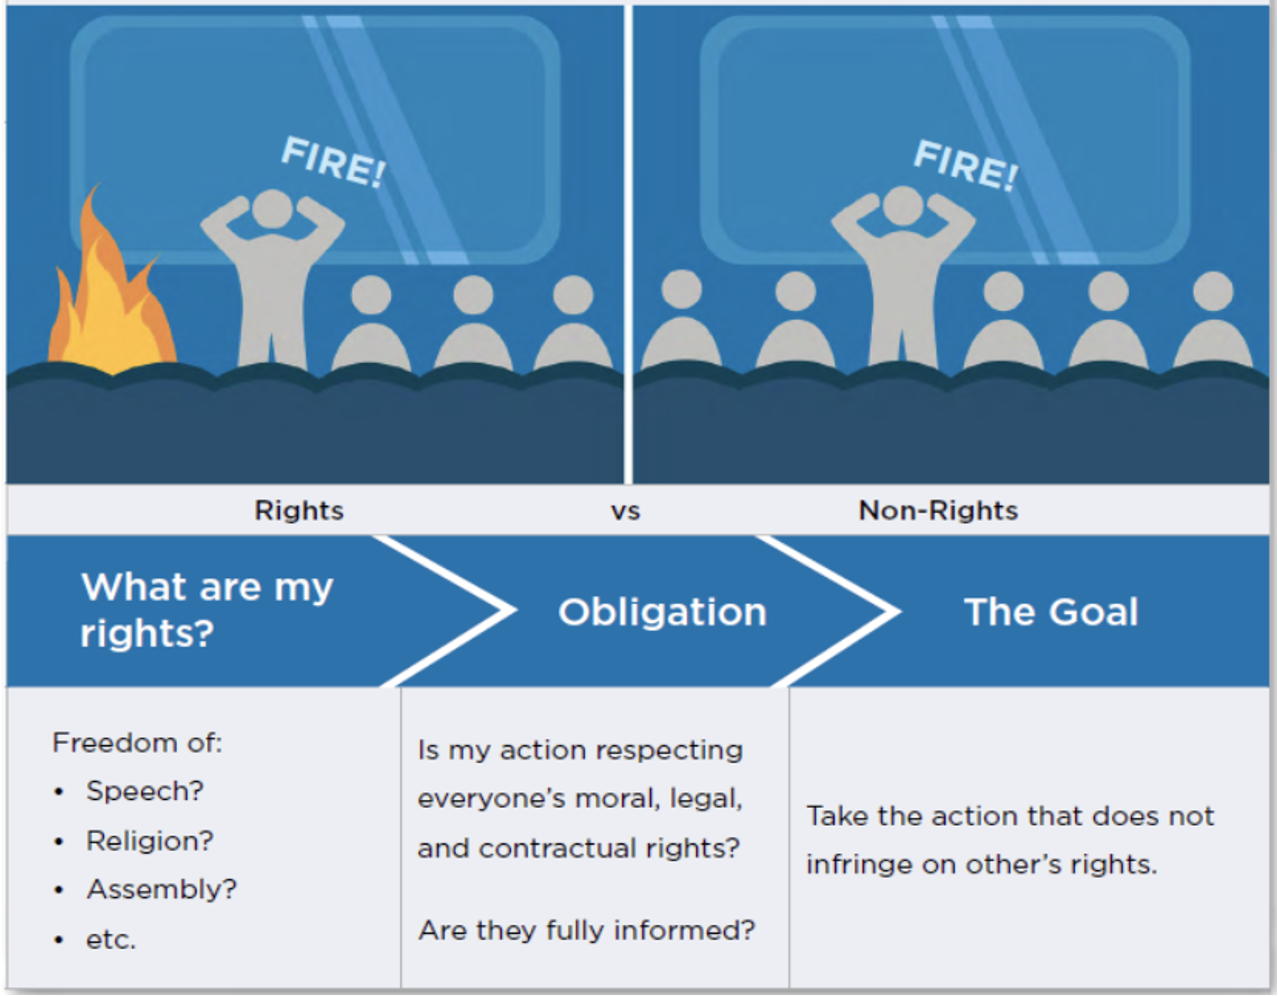 FIRE!
FIRE!
Rights vs Non-Rights
What are my
rights?
Obligation
The Goal
Freedom of:
• Speech?
• Religion?
• Assembly?
• etc.
Is my action respecting
everyone's moral, legal,
and contractual rights?
Are they fully informed?
Take the action that does not
infringe on other's rights.